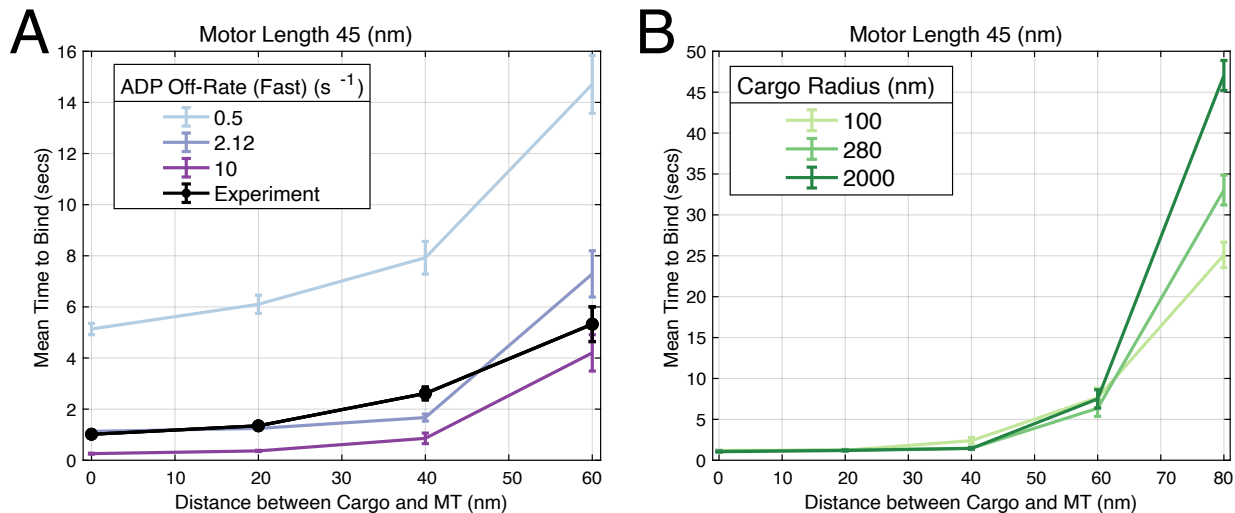 A
Motor Length 45 (nm)
Mean Time to Bind (secs)
16
14
12
10
8
6
4
2
0
ADP Off-Rate (Fast) (s ⁻¹)
0.5
2.12
10
Experiment
0 10 20 30 40 50 60
Distance between Cargo and MT (nm)
B
Motor Length 45 (nm)
Mean Time to Bind (secs)
50
45
40
35
30
25
20
15
10
5
0
Cargo Radius (nm)
100
280
2000
0 10 20 30 40 50 60 70 80
Distance between Cargo and MT (nm)